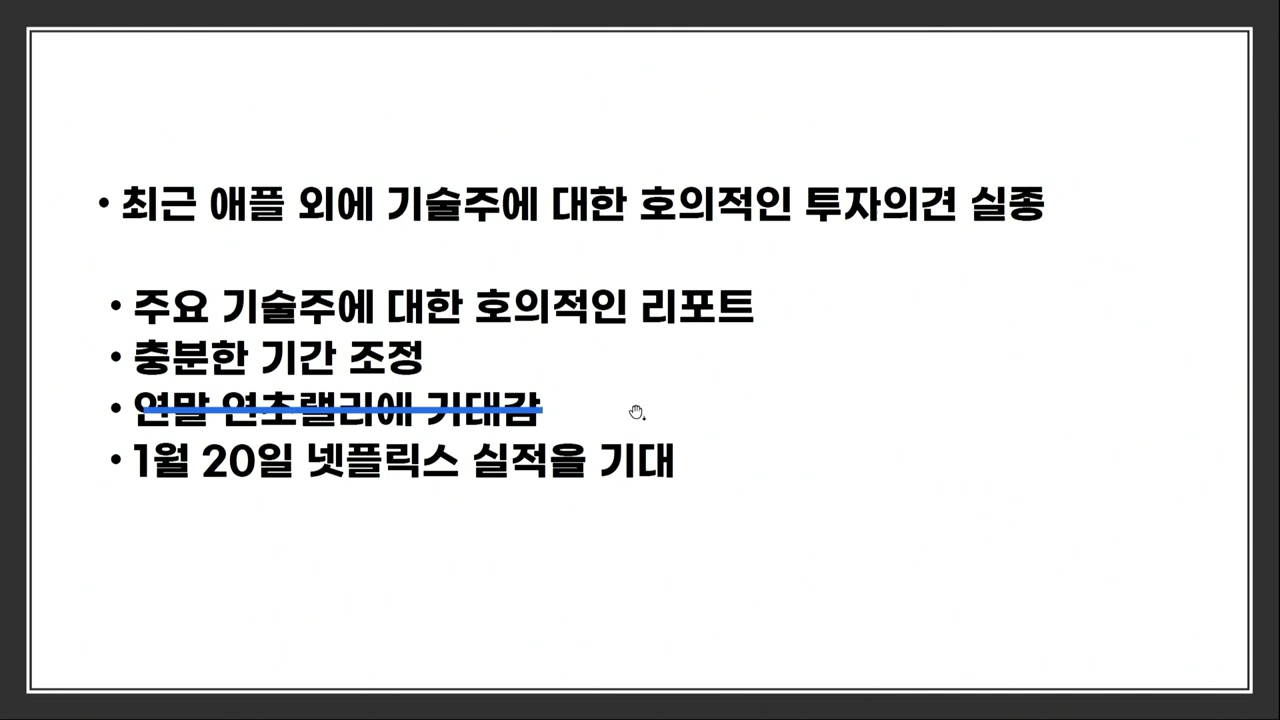 • 최근 애플 외에 기술주에 대한 호의적인 투자의견 실종
• 주요 기술주에 대한 호의적인 리포트
• 충분한 기간 조정
• 연말 연초랠리에 기대감
• 1월 20일 넷플릭스 실적을 기대